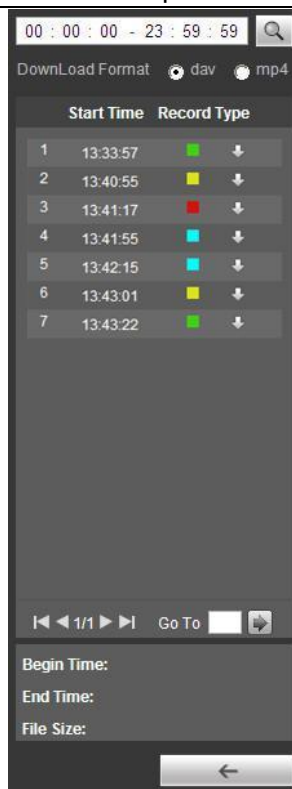 00 : 00 : 00 - 23 : 59 : 59
DownLoad Format dav mp4
Start Time Record Type
1 13:33:57
2 13:40:55
3 13:41:17
4 13:41:55
5 13:42:15
6 13:43:01
7 13:43:22
1/1 Go To
Begin Time:
End Time:
File Size: